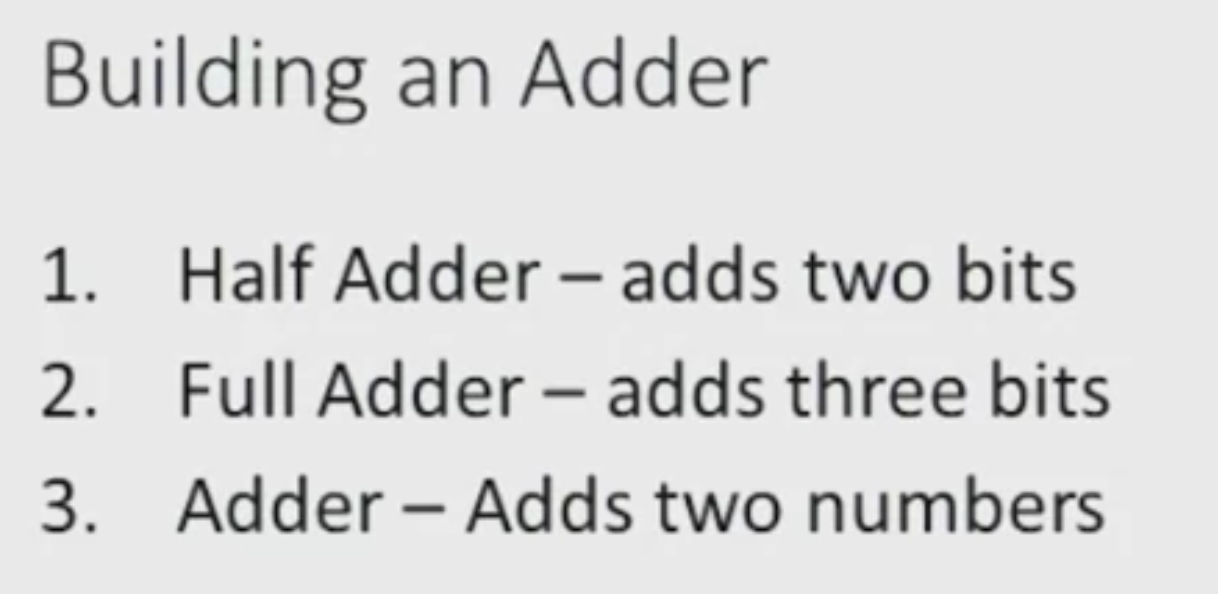 Building an Adder
1. Half Adder – adds two bits
2. Full Adder – adds three bits
3. Adder – Adds two numbers